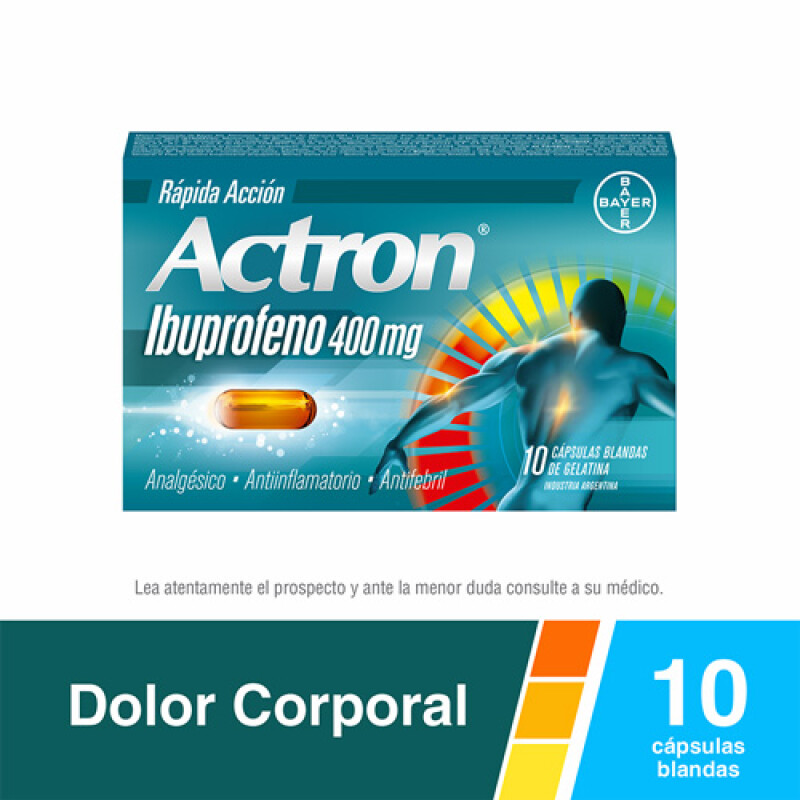 Rápida Acción
Actron®
Ibuprofeno 400 mg
BAYER
BAYER
10 CÁPSULAS BLANDAS
DE GELATINA
INDUSTRIA ARGENTINA
Analgésico • Antiinflamatorio • Antifebril
Lea atentamente el prospecto y ante la menor duda consulte a su médico.
Dolor Corporal
10
cápsulas
blandas